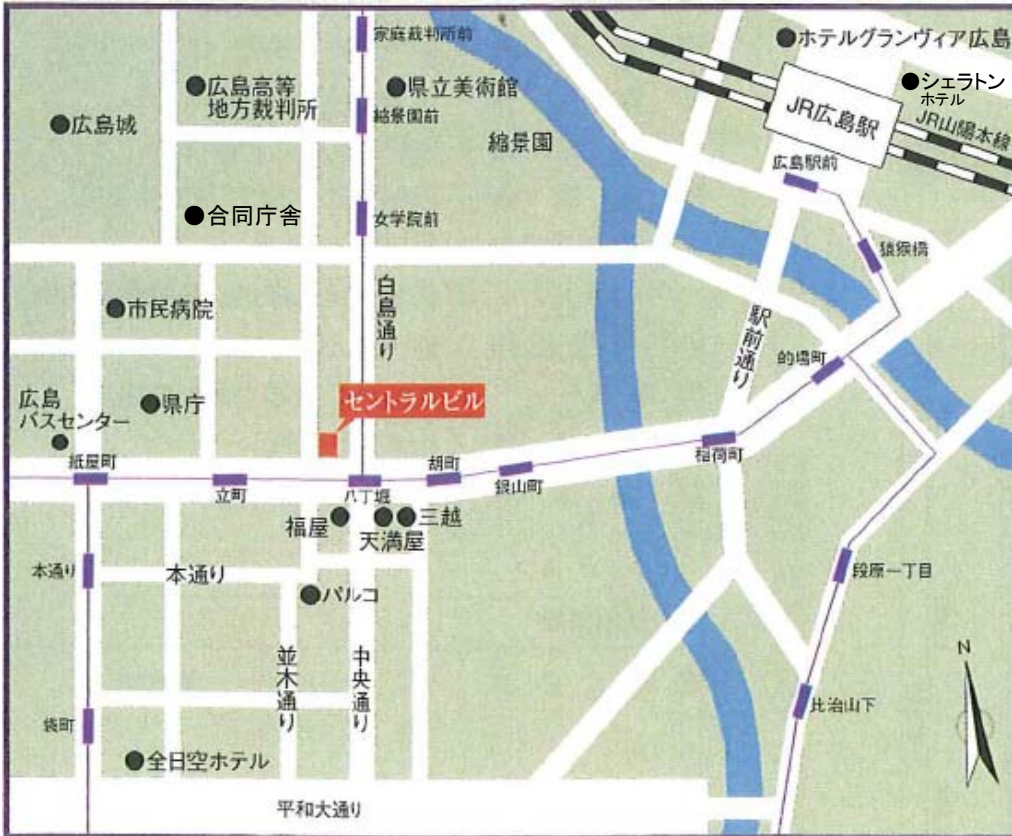 家庭裁判所前
ホテルグランヴィア広島
広島高等
地方裁判所
県立美術館
シェラトン
ホテル
広島城
縮景園前
JR広島駅
JR山陽本線
縮景園
広島駅前
合同庁舎
女学院前
猿猴橋
白島通り
市民病院
駅前通り
的場町
広島
バスセンター
県庁
セントラルビル
紙屋町
立町
八丁堀
胡町
銀山町
稲荷町
福屋
天満屋
三越
本通り
本通り
パルコ
段原一丁目
並木通り
中央通り
N
袋町
比治山下
全日空ホテル
平和大通り